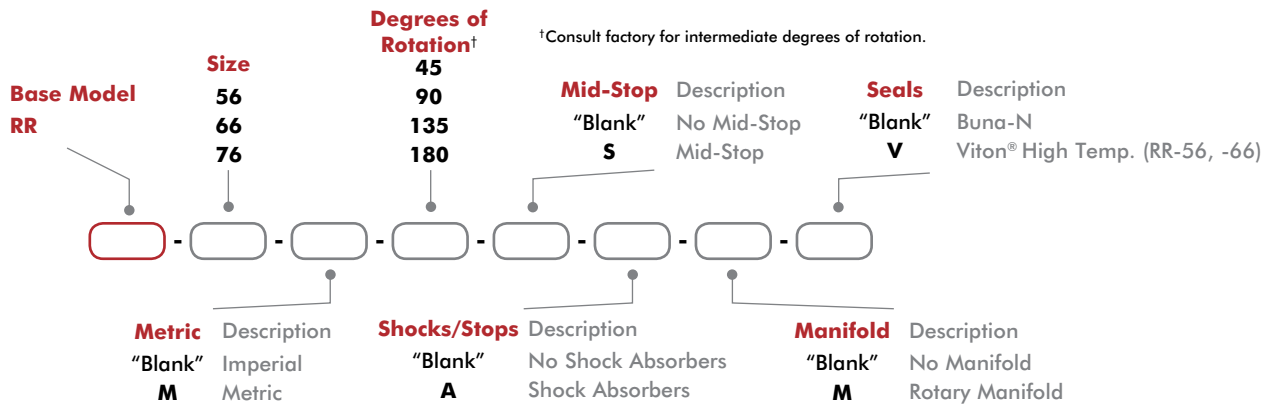 Degrees of
Rotation†
45
90
135
180
†Consult factory for intermediate degrees of rotation.
Base Model
RR
Size
56
66
76
Mid-Stop Description
"Blank" No Mid-Stop
S Mid-Stop
Seals Description
"Blank" Buna-N
V Viton® High Temp. (RR-56, -66)
- - - - - - -
Metric Description
"Blank" Imperial
M Metric
Shocks/Stops Description
"Blank" No Shock Absorbers
A Shock Absorbers
Manifold Description
"Blank" No Manifold
M Rotary Manifold